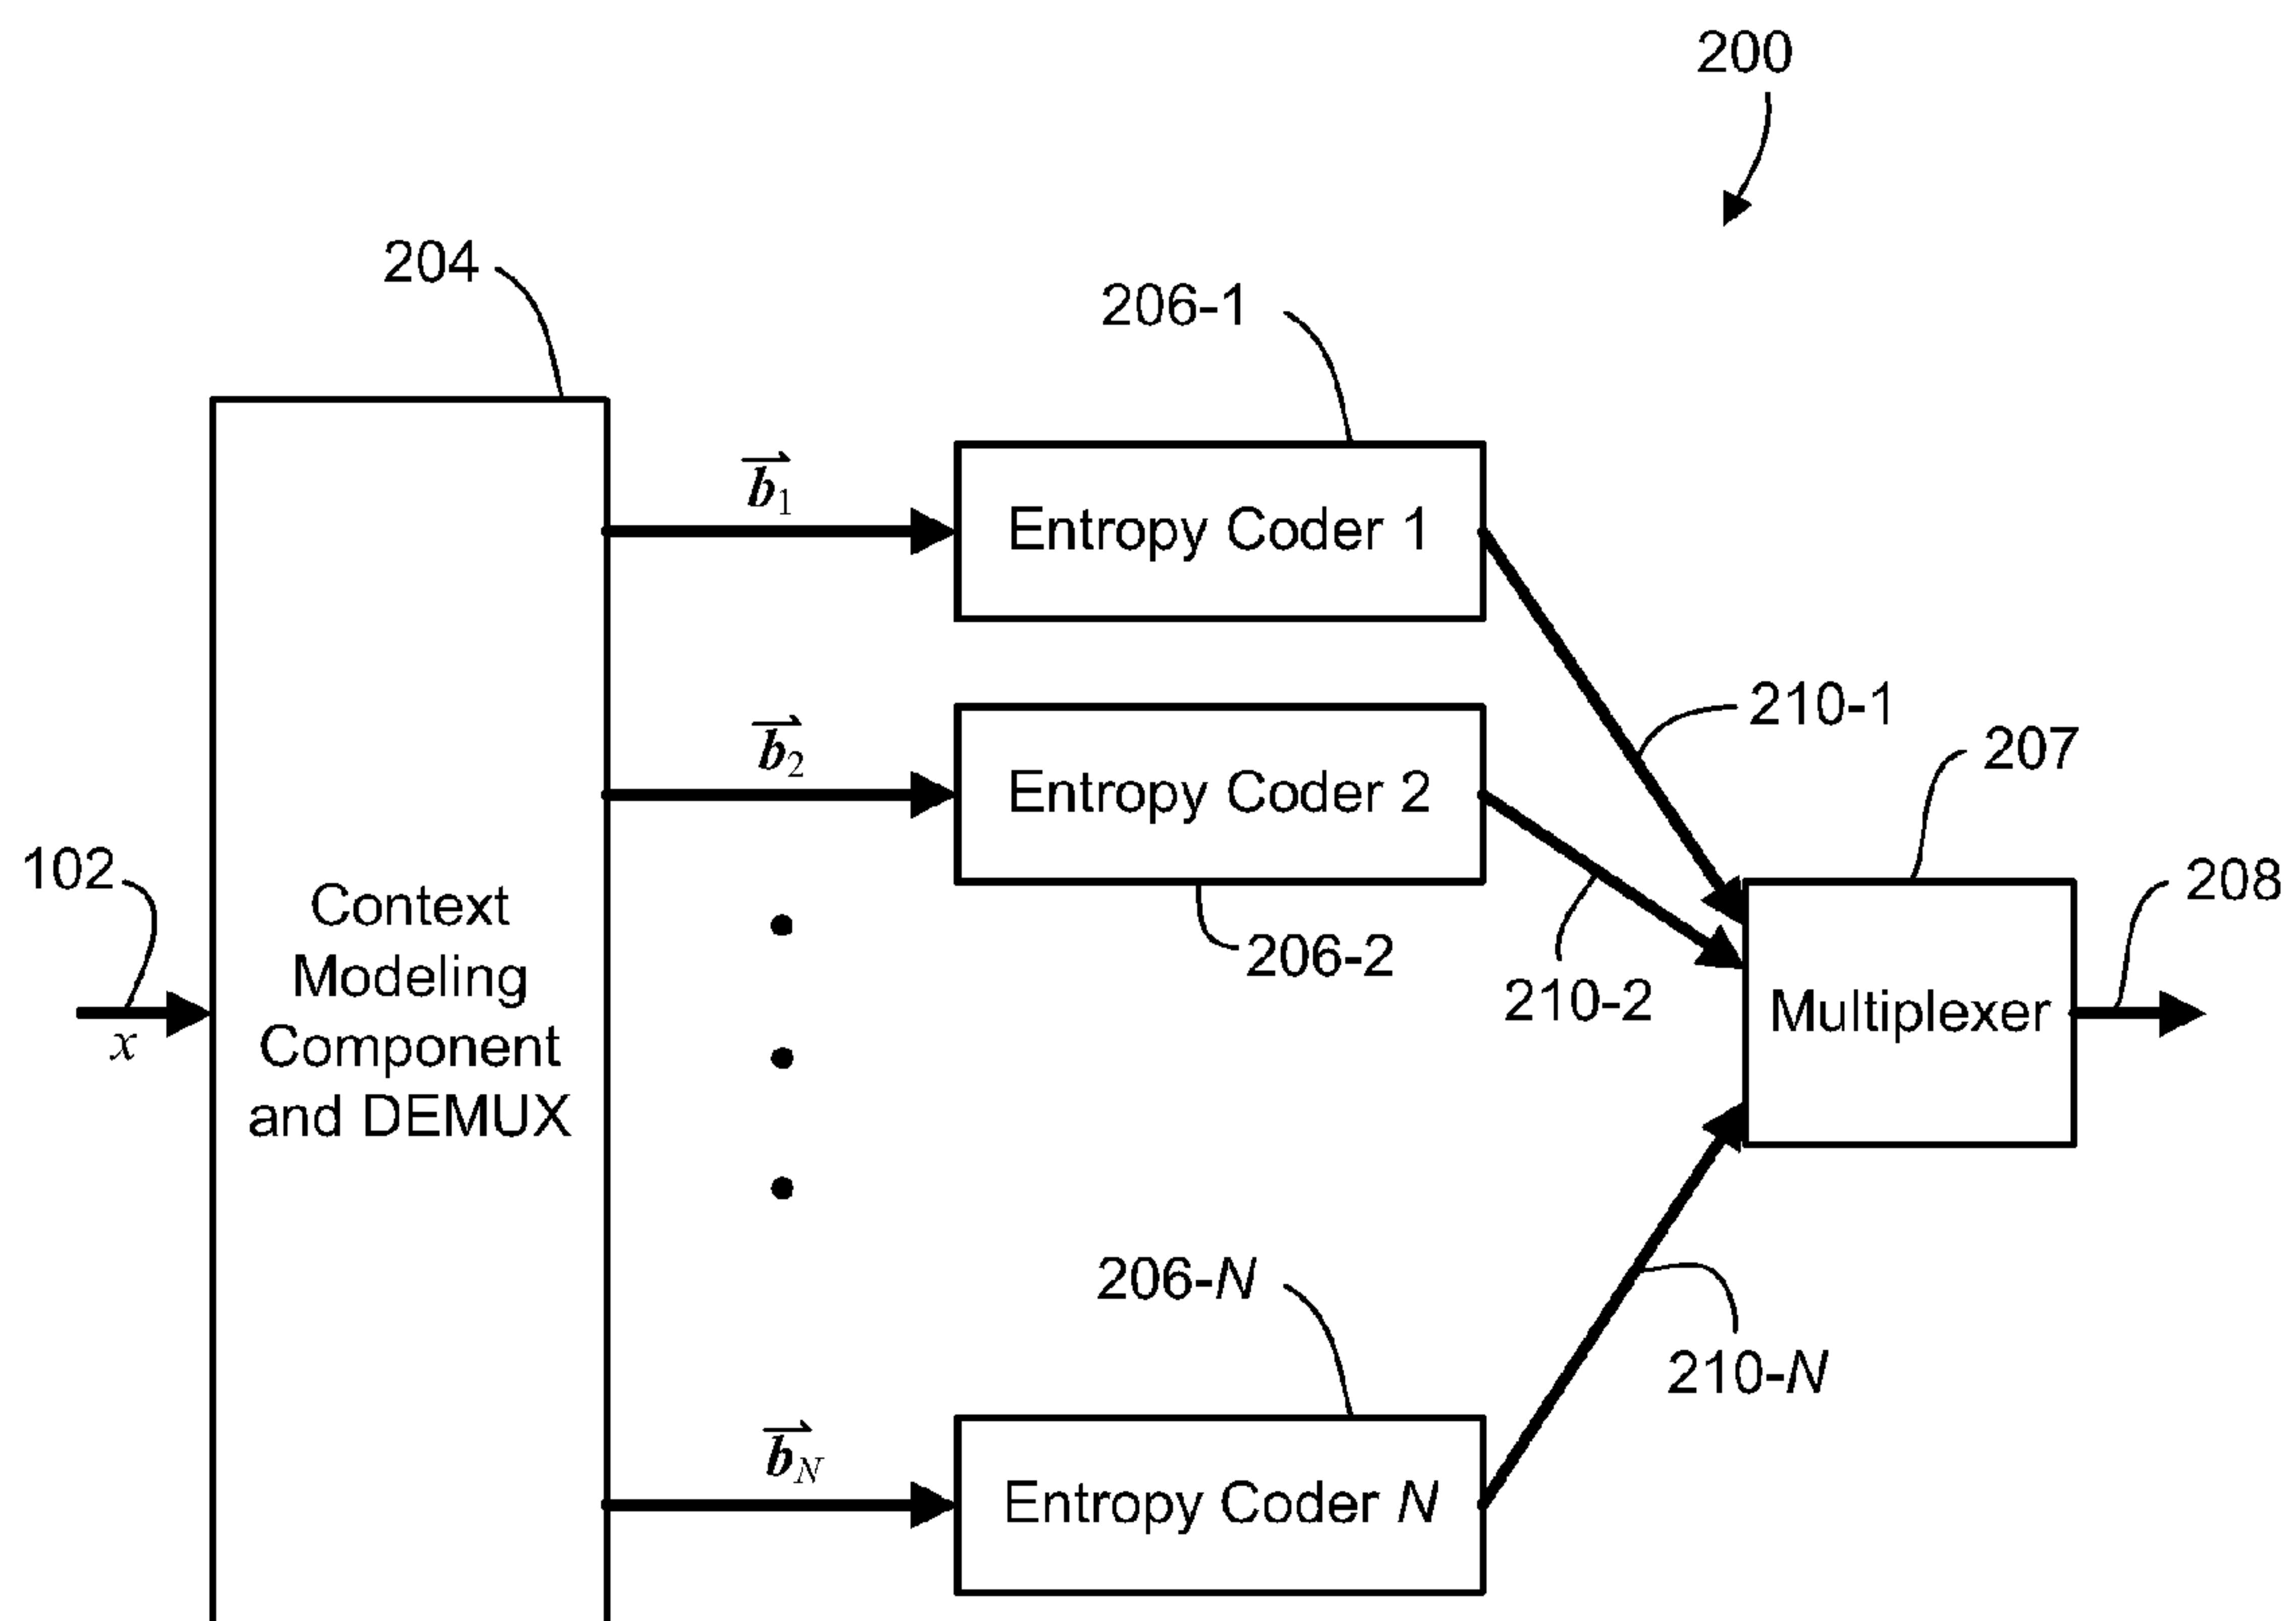 200
204
206-1
b₁
Entropy Coder 1
210-1
207
b₂
Entropy Coder 2
102
208
Context
Modeling
Component
and DEMUX
206-2
210-2
Multiplexer
x
206-N
210-N
b_N
Entropy Coder N